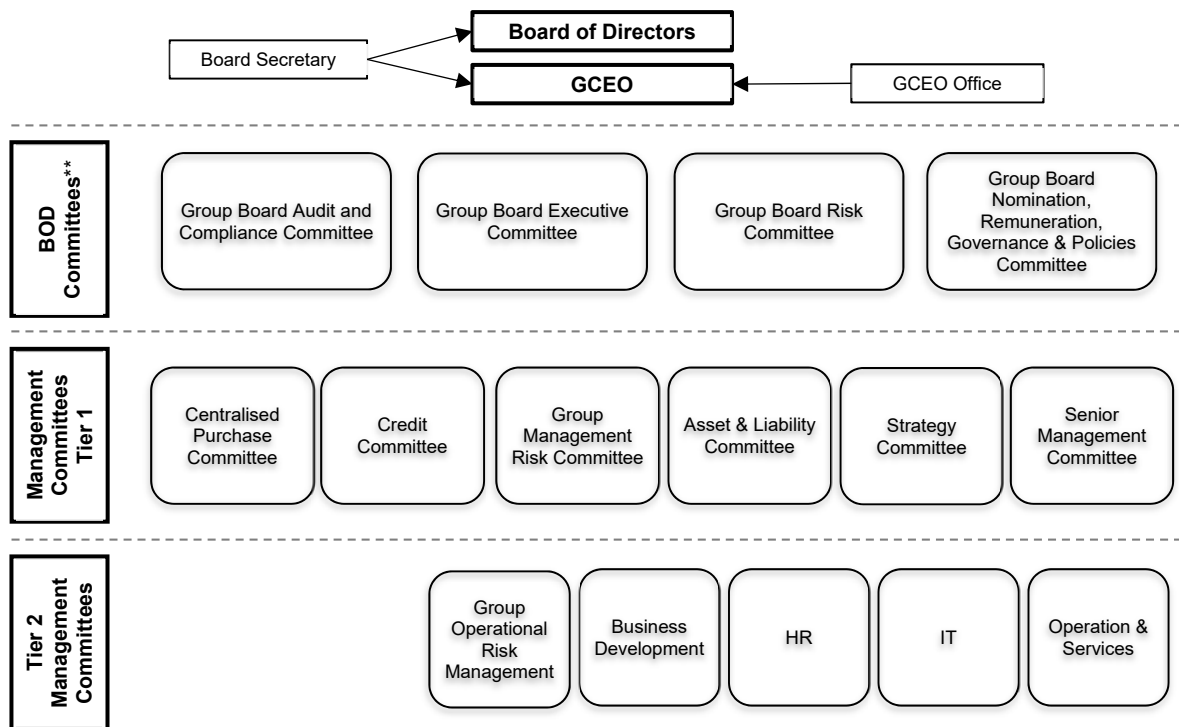 Board of Directors
Board Secretary
GCEO
GCEO Office
BOD
Committees**
Group Board Audit and
Compliance Committee
Group Board Executive
Committee
Group Board Risk
Committee
Group Board
Nomination,
Remuneration,
Governance & Policies
Committee
Management
Committees
Tier 1
Centralised
Purchase
Committee
Credit
Committee
Group
Management
Risk Committee
Asset & Liability
Committee
Strategy
Committee
Senior
Management
Committee
Tier 2
Management
Committees
Group
Operational
Risk
Management
Business
Development
HR
IT
Operation &
Services